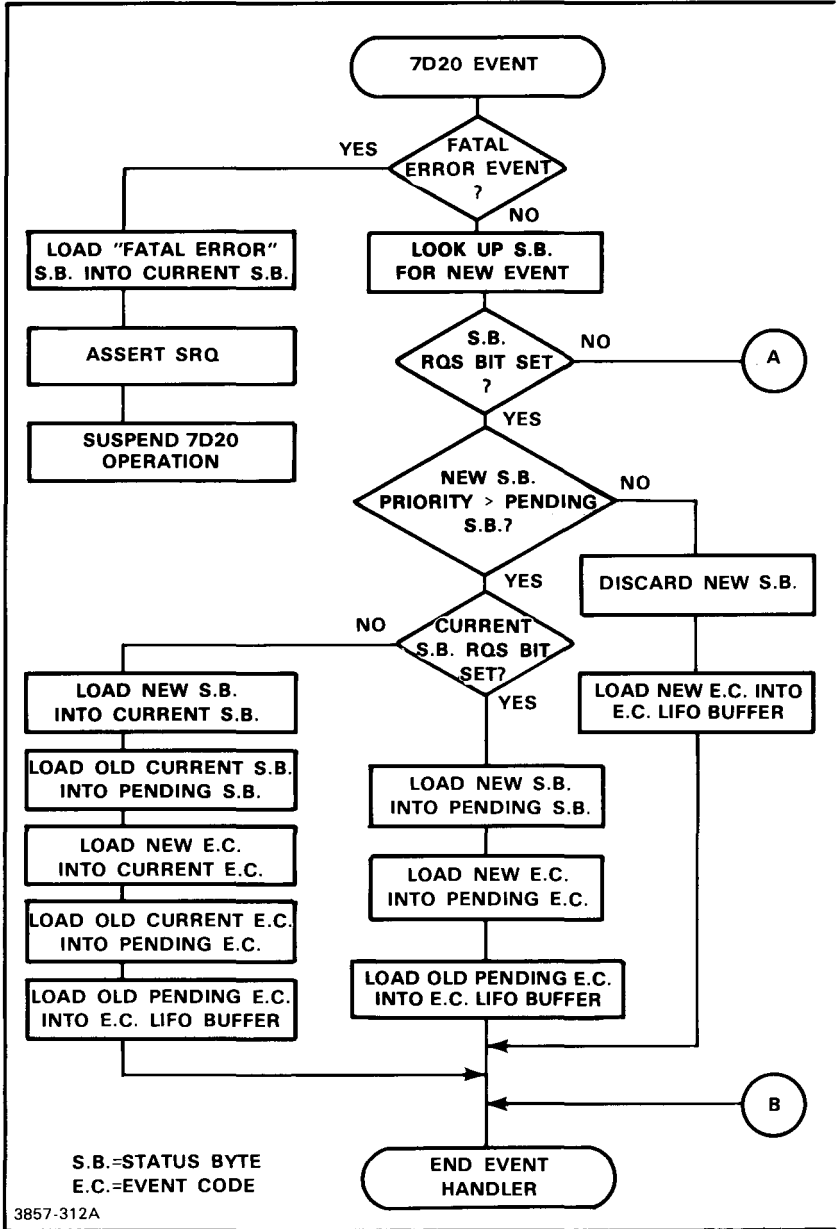 7D20 EVENT
YES
FATAL
ERROR EVENT
?
NO
LOAD "FATAL ERROR"
S.B. INTO CURRENT S.B.
LOOK UP S.B.
FOR NEW EVENT
ASSERT SRQ
S.B.
RQS BIT SET
?
NO
A
YES
SUSPEND 7D20
OPERATION
NEW S.B.
PRIORITY > PENDING
S.B.?
NO
YES
DISCARD NEW S.B.
NO
CURRENT
S.B. RQS BIT
SET?
YES
LOAD NEW E.C. INTO
E.C. LIFO BUFFER
LOAD NEW S.B.
INTO CURRENT S.B.
LOAD OLD CURRENT S.B.
INTO PENDING S.B.
LOAD NEW E.C.
INTO CURRENT E.C.
LOAD OLD CURRENT E.C.
INTO PENDING E.C.
LOAD OLD PENDING E.C.
INTO E.C. LIFO BUFFER
LOAD NEW S.B.
INTO PENDING S.B.
LOAD NEW E.C.
INTO PENDING E.C.
LOAD OLD PENDING E.C.
INTO E.C. LIFO BUFFER
B
S.B.=STATUS BYTE
E.C.=EVENT CODE
END EVENT
HANDLER
3857-312A